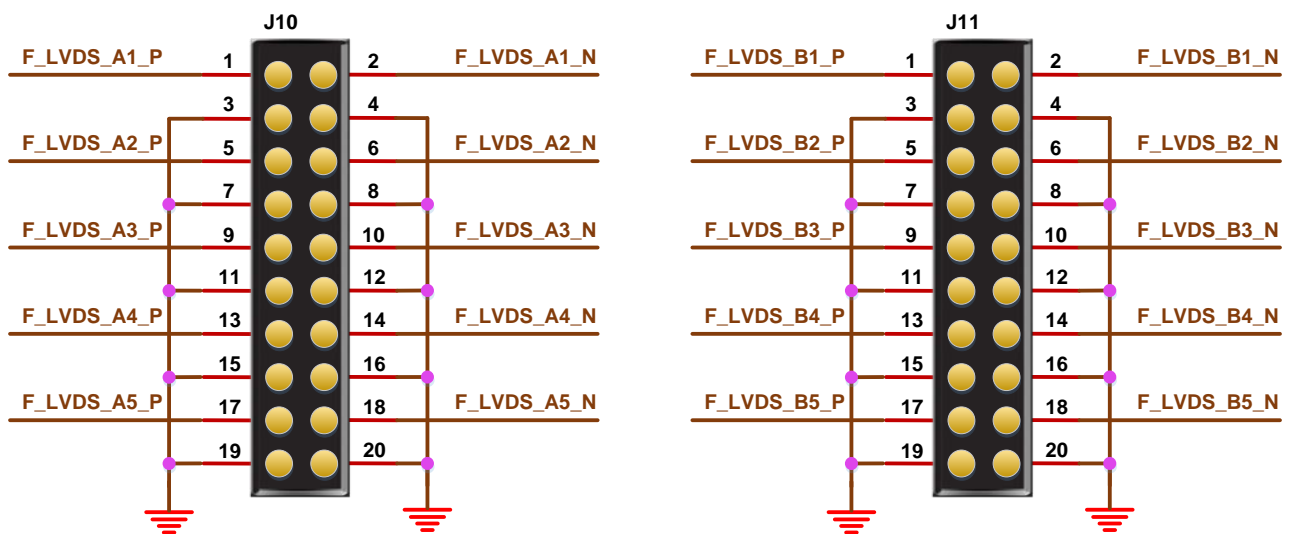 J10 J11
F_LVDS_A1_P 1 2 F_LVDS_A1_N F_LVDS_B1_P 1 2 F_LVDS_B1_N
3 4 3 4
F_LVDS_A2_P 5 6 F_LVDS_A2_N F_LVDS_B2_P 5 6 F_LVDS_B2_N
7 8 7 8
F_LVDS_A3_P 9 10 F_LVDS_A3_N F_LVDS_B3_P 9 10 F_LVDS_B3_N
11 12 11 12
F_LVDS_A4_P 13 14 F_LVDS_A4_N F_LVDS_B4_P 13 14 F_LVDS_B4_N
15 16 15 16
F_LVDS_A5_P 17 18 F_LVDS_A5_N F_LVDS_B5_P 17 18 F_LVDS_B5_N
19 20 19 20